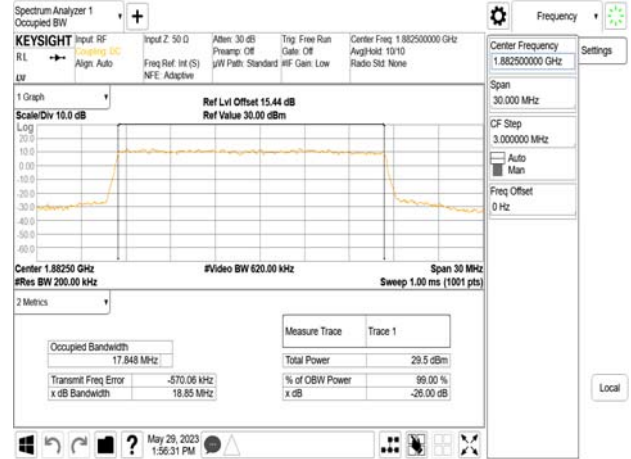 Spectrum Analyzer 1
Occupied BW
Frequency
KEYSIGHT
Input: RF
Coupling: DC
Align: Auto
Input Z: 50 Ω
Freq Ref: Int (S)
NFE: Adaptive
Atten: 30 dB
Preamp: Off
µW Path: Standard
Trig: Free Run
Gate: Off
#IF Gain: Low
Center Freq: 1.882500000 GHz
Avg|Hold: 10/10
Radio Std: None
RL
LV
Center Frequency
1.882500000 GHz
Settings
Span
30.000 MHz
CF Step
3.000000 MHz
Auto
Man
Freq Offset
0 Hz
Local
1 Graph
Scale/Div 10.0 dB
Ref Lvl Offset 15.44 dB
Ref Value 30.00 dBm
Log
20.0
10.0
0.00
-10.0
-20.0
-30.0
-40.0
-50.0
-60.0
Center 1.88250 GHz
#Video BW 620.00 kHz
Span 30 MHz
#Res BW 200.00 kHz
Sweep 1.00 ms (1001 pts)
2 Metrics
Measure Trace Trace 1
Occupied Bandwidth
17.848 MHz
Total Power 29.5 dBm
Transmit Freq Error -570.06 kHz
% of OBW Power 99.00 %
x dB Bandwidth 18.85 MHz
x dB -26.00 dB
May 29, 2023
1:56:31 PM